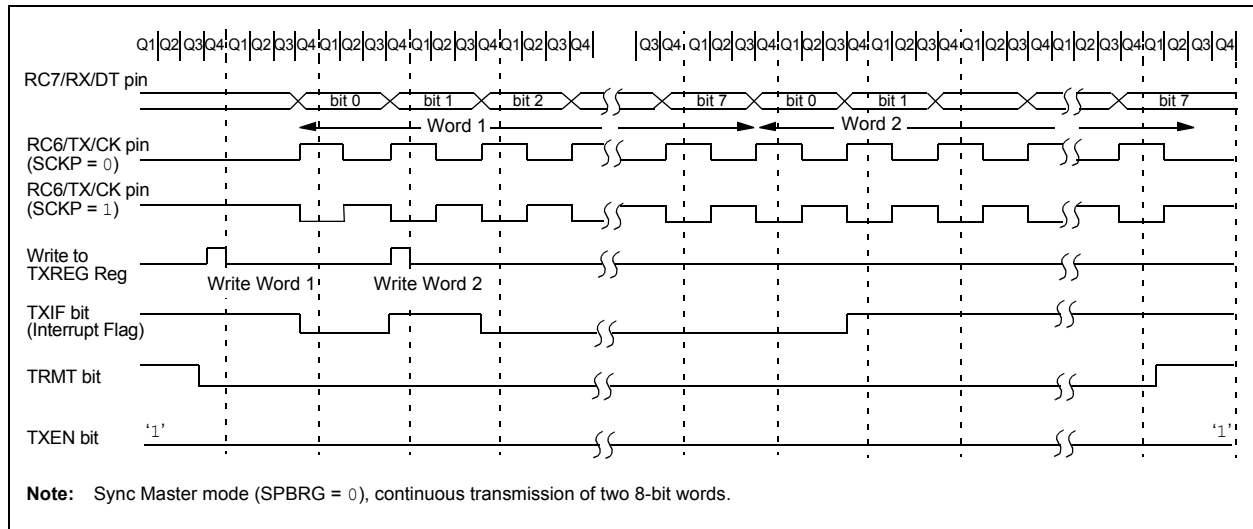 Q1 Q2 Q3 Q4 Q1 Q2 Q3 Q4 Q1 Q2 Q3 Q4 Q1 Q2 Q3 Q4 Q1 Q2 Q3 Q4 Q3 Q4 Q1 Q2 Q3 Q4 Q1 Q2 Q3 Q4 Q1 Q2 Q3 Q4 Q1 Q2 Q3 Q4 Q1 Q2 Q3 Q4 Q1 Q2 Q3 Q4
RC7/RX/DT pin
bit 0 bit 1 bit 2 bit 7 bit 0 bit 1 bit 7
Word 1 Word 2
RC6/TX/CK pin
(SCKP = 0)
RC6/TX/CK pin
(SCKP = 1)
Write to
TXREG Reg
Write Word 1 Write Word 2
TXIF bit
(Interrupt Flag)
TRMT bit
TXEN bit
‘1’ ‘1’
Note: Sync Master mode (SPBRG = 0), continuous transmission of two 8-bit words.